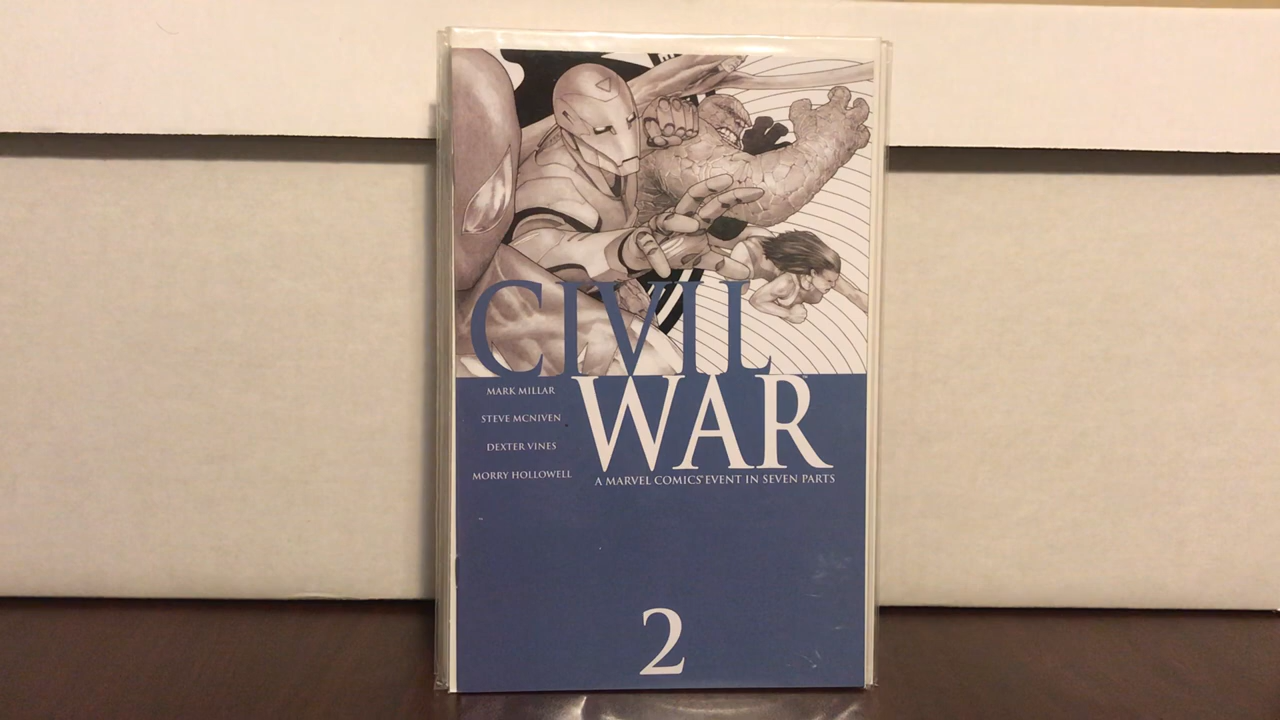 CIVIL
WAR
MARK MILLAR
STEVE MCNIVEN
DEXTER VINES
MORRY HOLLOWELL
A MARVEL COMICS EVENT IN SEVEN PARTS
2